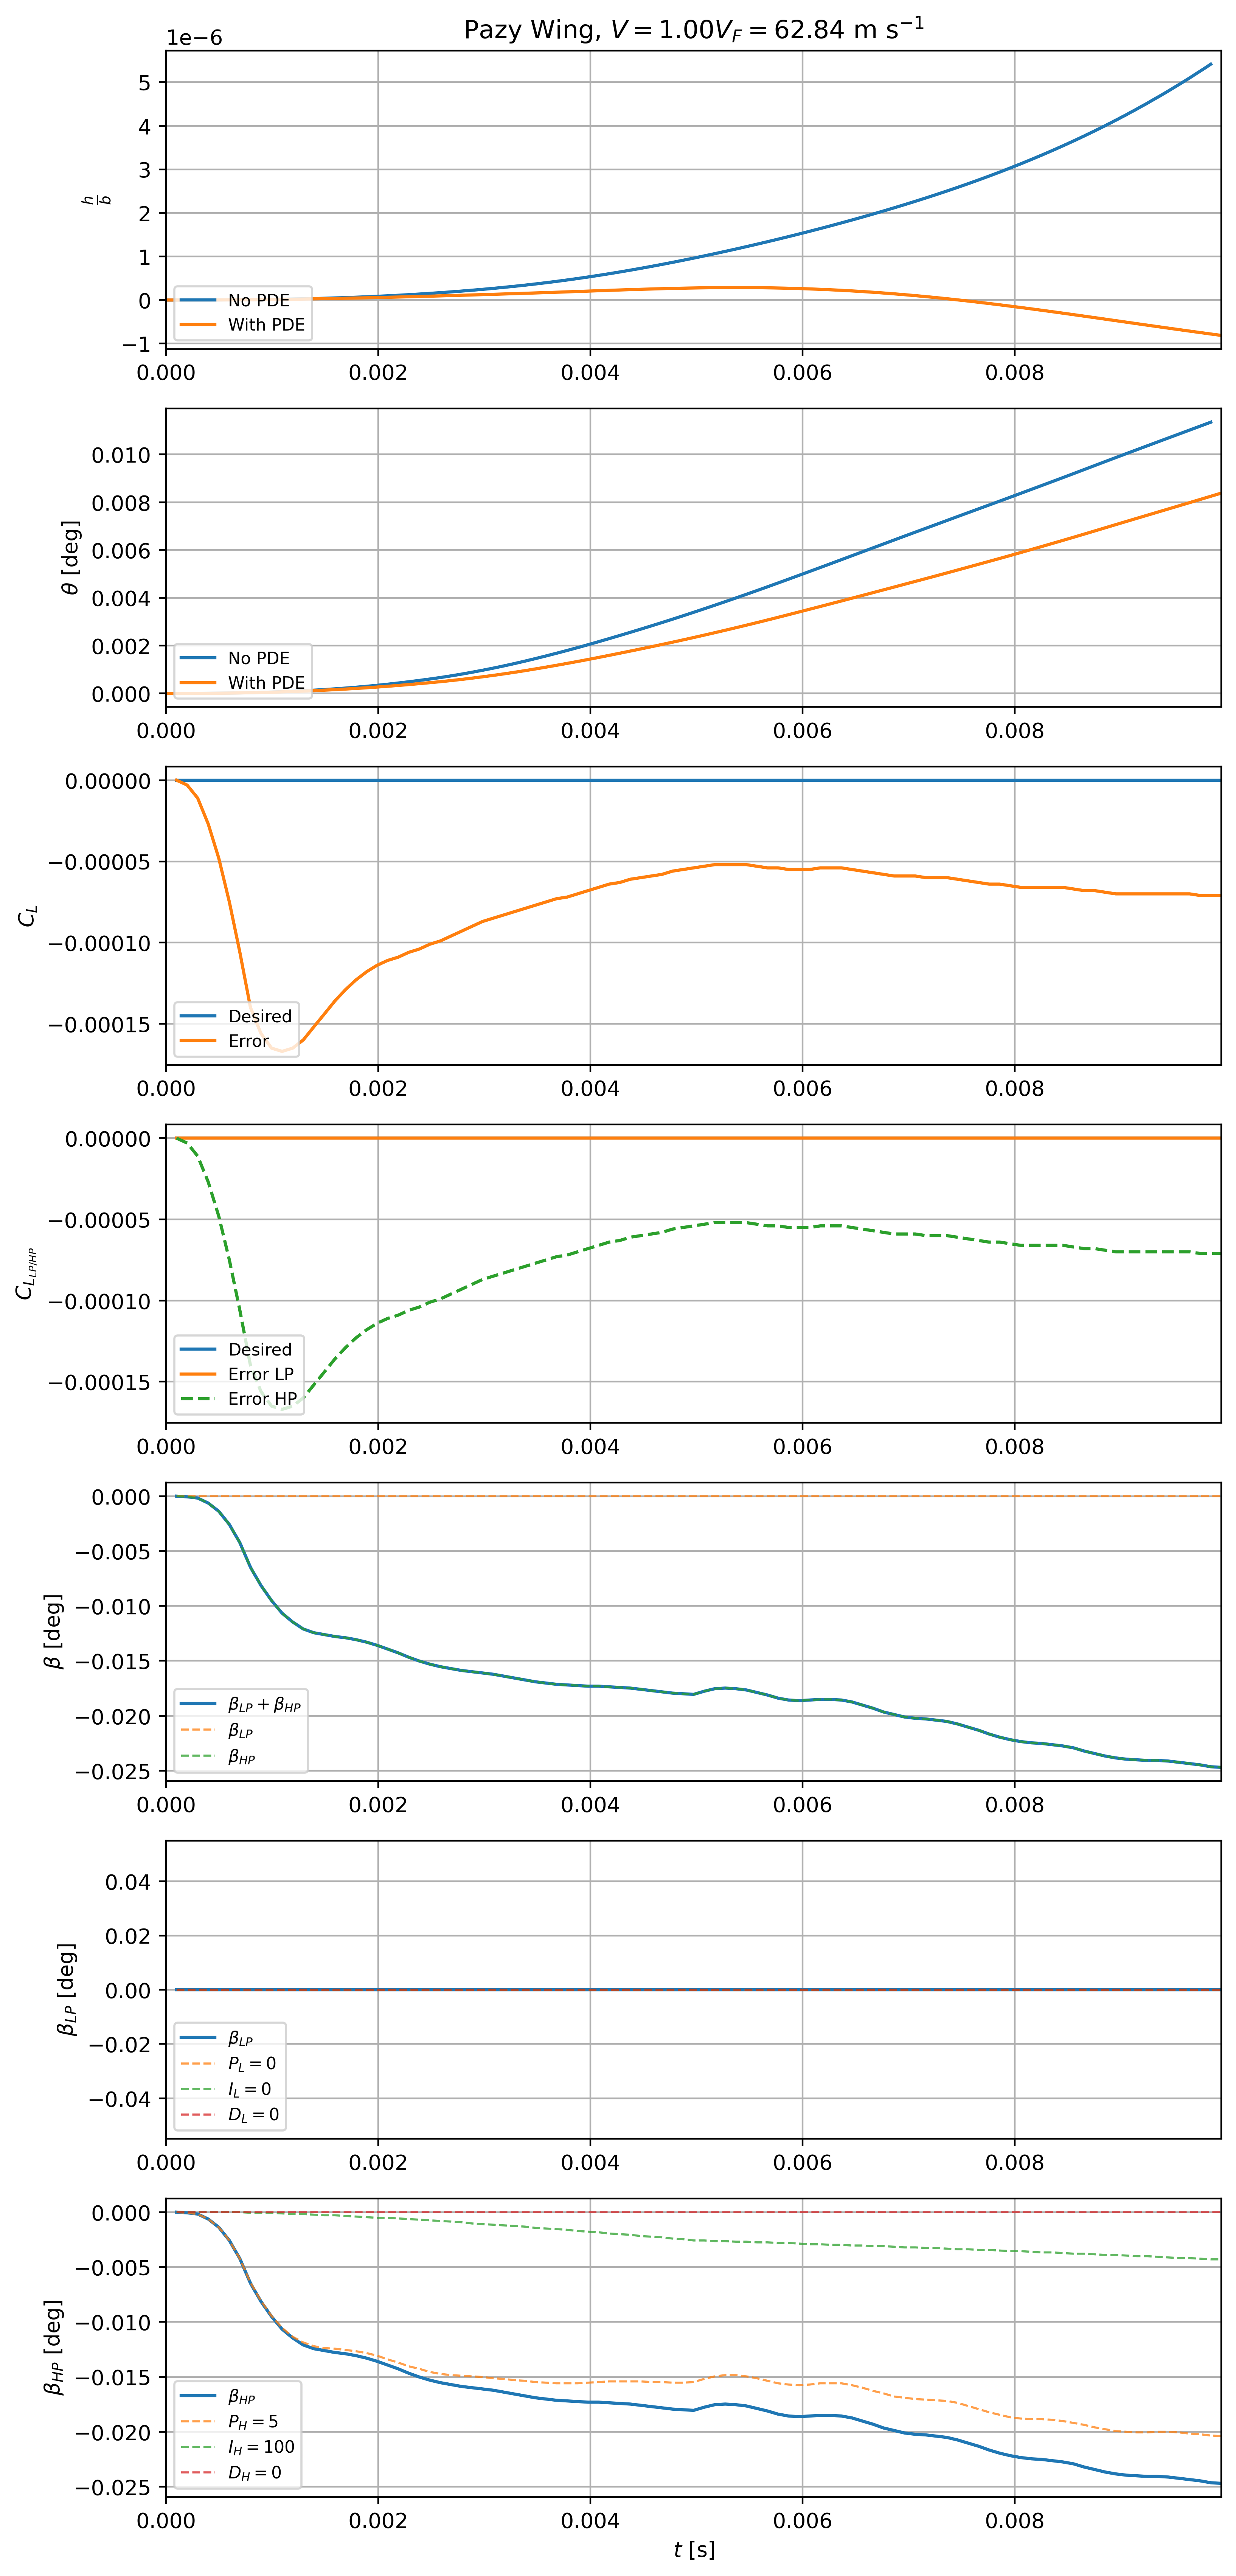 Pazy Wing, V = 1.00V_F = 62.84 m s⁻¹
1e−6
5
4
3
2
1
0
−1
h/b
No PDE
With PDE
0.000 0.002 0.004 0.006 0.008
0.010
0.008
0.006
0.004
0.002
0.000
θ [deg]
No PDE
With PDE
0.000 0.002 0.004 0.006 0.008
0.00000
−0.00005
−0.00010
−0.00015
C_L
Desired
Error
0.000 0.002 0.004 0.006 0.008
0.00000
−0.00005
−0.00010
−0.00015
C_L_LP/HP
Desired
Error LP
Error HP
0.000 0.002 0.004 0.006 0.008
0.000
−0.005
−0.010
−0.015
−0.020
−0.025
β [deg]
β_LP + β_HP
β_LP
β_HP
0.000 0.002 0.004 0.006 0.008
0.04
0.02
0.00
−0.02
−0.04
β_LP [deg]
β_LP
P_L = 0
I_L = 0
D_L = 0
0.000 0.002 0.004 0.006 0.008
0.000
−0.005
−0.010
−0.015
−0.020
−0.025
β_HP [deg]
β_HP
P_H = 5
I_H = 100
D_H = 0
0.000 0.002 0.004 0.006 0.008
t [s]